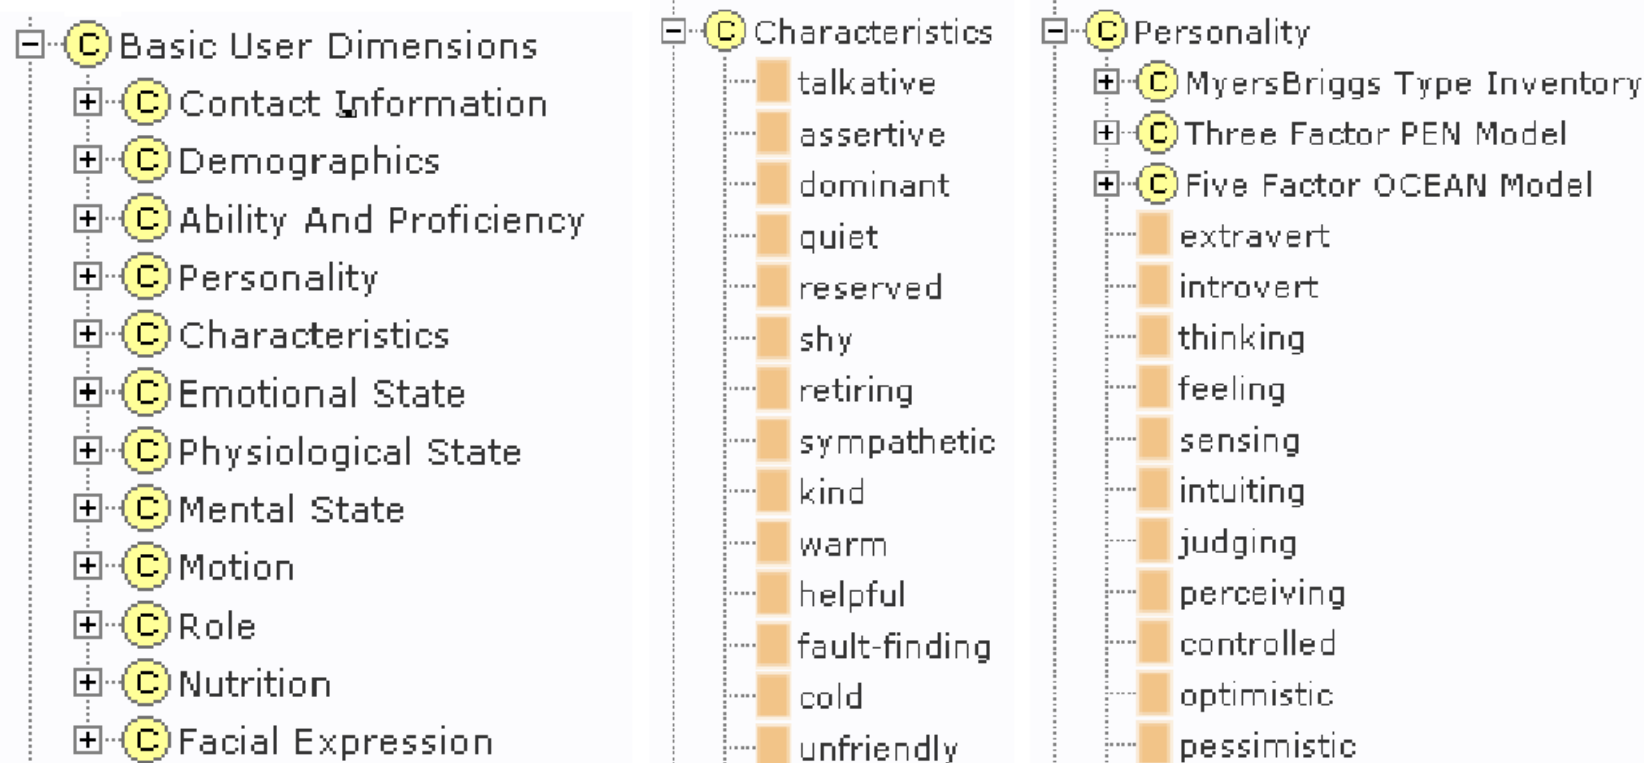 Basic User Dimensions
Contact Information
Demographics
Ability And Proficiency
Personality
Characteristics
Emotional State
Physiological State
Mental State
Motion
Role
Nutrition
Facial Expression
Characteristics
talkative
assertive
dominant
quiet
reserved
shy
retiring
sympathetic
kind
warm
helpful
fault-finding
cold
unfriendly
Personality
MyersBriggs Type Inventory
Three Factor PEN Model
Five Factor OCEAN Model
extravert
introvert
thinking
feeling
sensing
intuiting
judging
perceiving
controlled
optimistic
pessimistic